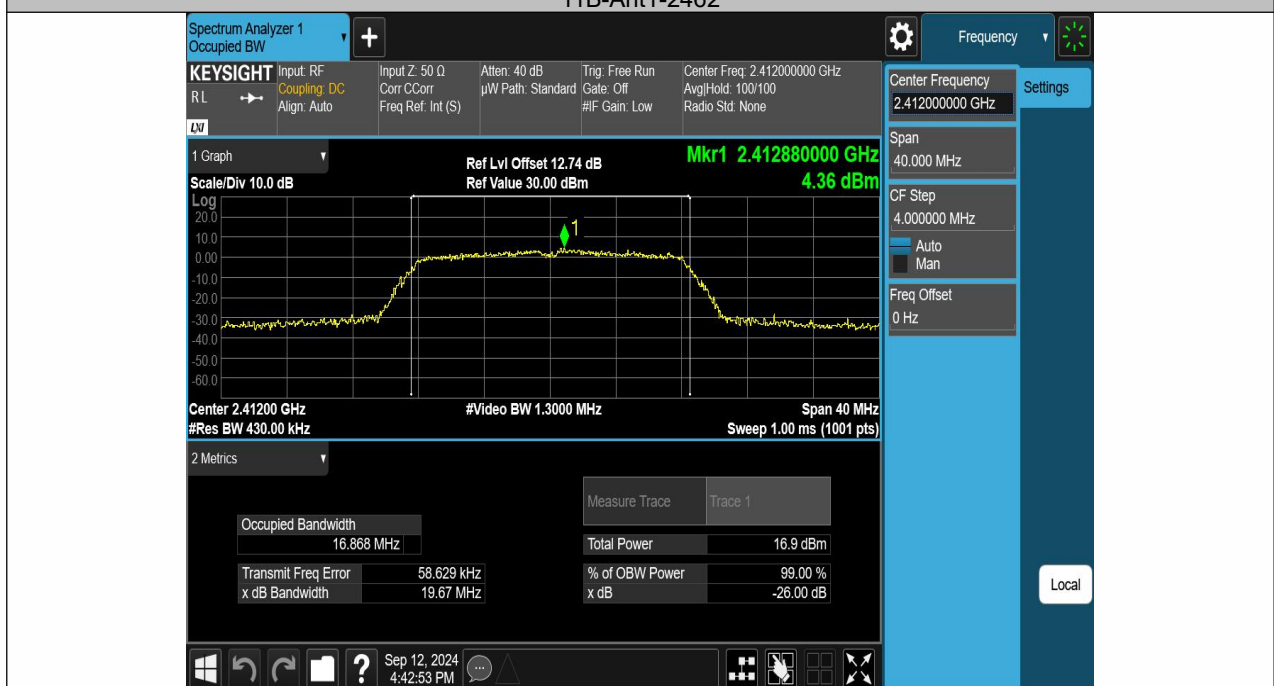 11B-Ant1-2462
Spectrum Analyzer 1
Occupied BW
+
Frequency
KEYSIGHT
RL
LXI
Input: RF
Coupling: DC
Align: Auto
Input Z: 50 Ω
Corr CCorr
Freq Ref: Int (S)
Atten: 40 dB
µW Path: Standard
Trig: Free Run
Gate: Off
#IF Gain: Low
Center Freq: 2.412000000 GHz
Avg|Hold: 100/100
Radio Std: None
Center Frequency
2.412000000 GHz
Settings
Span
40.000 MHz
CF Step
4.000000 MHz
Auto
Man
Freq Offset
0 Hz
1 Graph
Ref Lvl Offset 12.74 dB
Mkr1 2.412880000 GHz
Scale/Div 10.0 dB
Ref Value 30.00 dBm
4.36 dBm
Log
20.0
10.0
0.00
-10.0
-20.0
-30.0
-40.0
-50.0
-60.0
1
Center 2.41200 GHz
#Video BW 1.3000 MHz
Span 40 MHz
#Res BW 430.00 kHz
Sweep 1.00 ms (1001 pts)
2 Metrics
Measure Trace
Trace 1
Occupied Bandwidth
16.868 MHz
Total Power
16.9 dBm
Transmit Freq Error
58.629 kHz
% of OBW Power
99.00 %
x dB Bandwidth
19.67 MHz
x dB
-26.00 dB
Local
?
Sep 12, 2024
4:42:53 PM